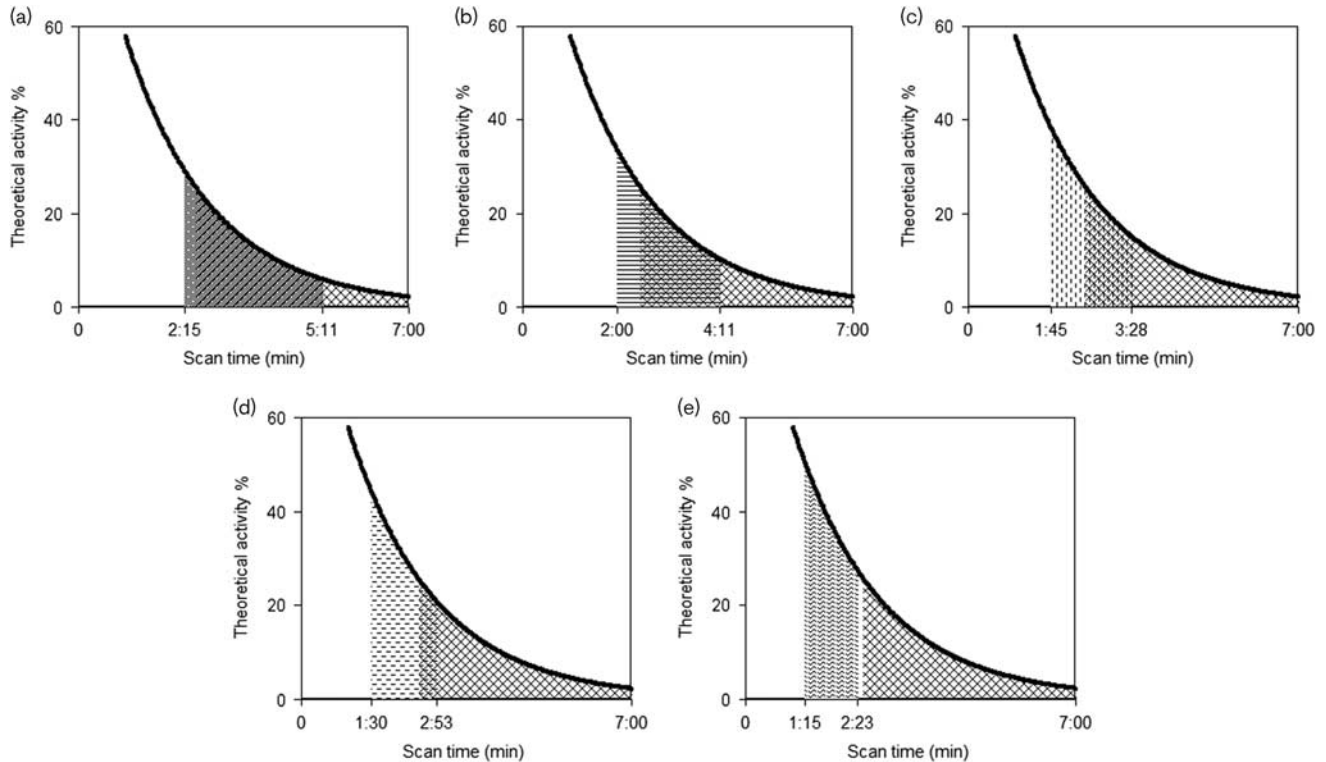 (a)
60
40
20
0
Theoretical activity %
0 2:15 5:11 7:00
Scan time (min)
(b)
60
40
20
0
Theoretical activity %
0 2:00 4:11 7:00
Scan time (min)
(c)
60
40
20
0
Theoretical activity %
0 1:45 3:28 7:00
Scan time (min)
(d)
60
40
20
0
Theoretical activity %
0 1:30 2:53 7:00
Scan time (min)
(e)
60
40
20
0
Theoretical activity %
0 1:15 2:23 7:00
Scan time (min)